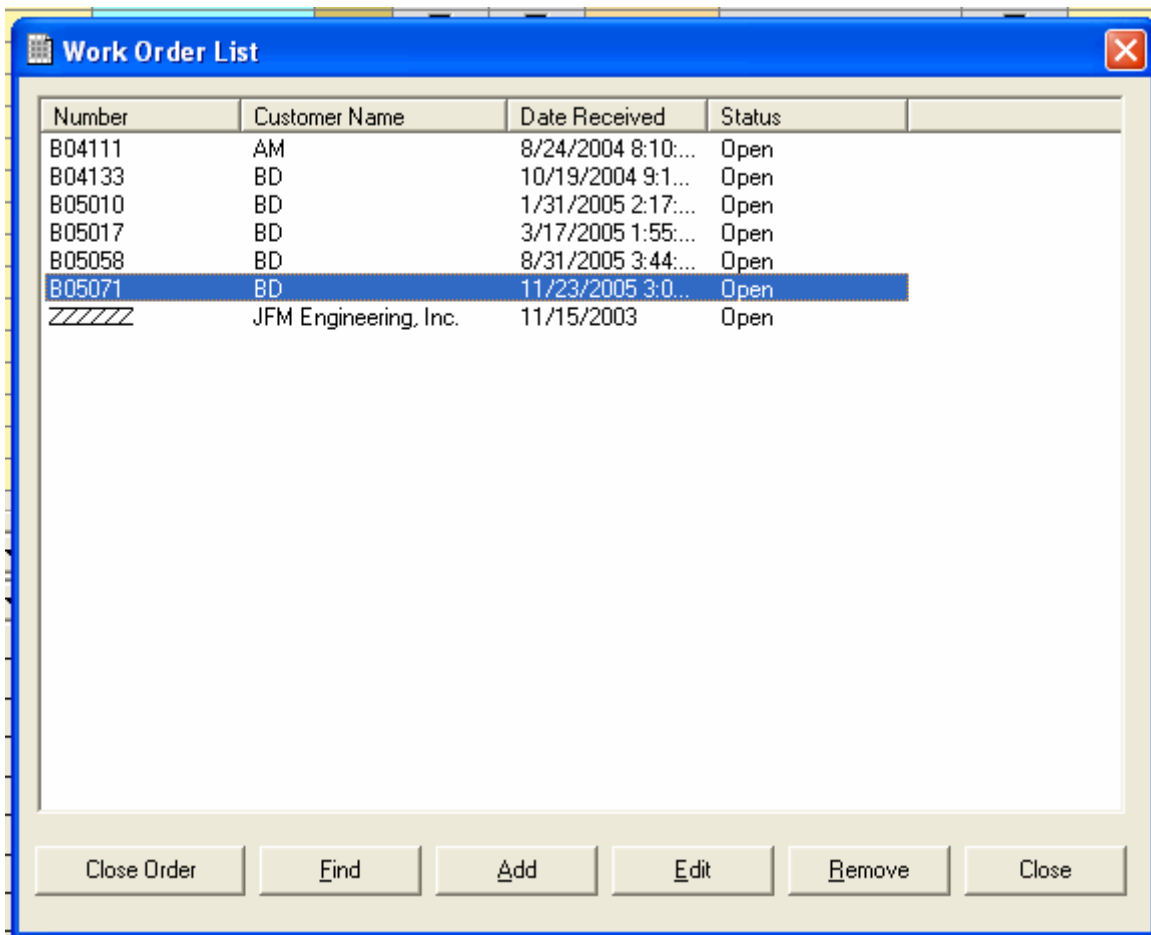 Work Order List
Number Customer Name Date Received Status
B04111 AM 8/24/2004 8:10:... Open
B04133 BD 10/19/2004 9:1... Open
B05010 BD 1/31/2005 2:17:... Open
B05017 BD 3/17/2005 1:55:... Open
B05058 BD 8/31/2005 3:44:... Open
B05071 BD 11/23/2005 3:0... Open
ZZZZZZ JFM Engineering, Inc. 11/15/2003 Open
Close Order Find Add Edit Remove Close